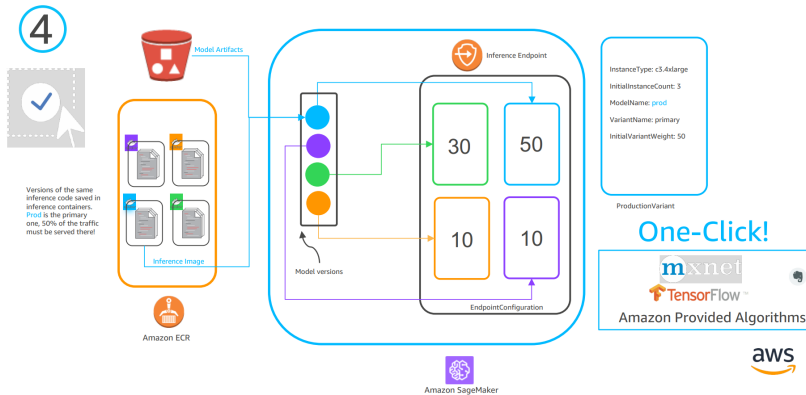 4
Model Artifacts
Versions of the same
inference code saved in
inference containers.
Prod is the primary
one, 50% of the traffic
must be served there!
Inference Image
Amazon ECR
Model versions
Inference Endpoint
30
50
10
10
EndpointConfiguration
Amazon SageMaker
InstanceType: c3.4xlarge
InitialInstanceCount: 3
ModelName: prod
VariantName: primary
InitialVariantWeight: 50
ProductionVariant
One-Click!
mxnet
TensorFlow™
Amazon Provided Algorithms
aws